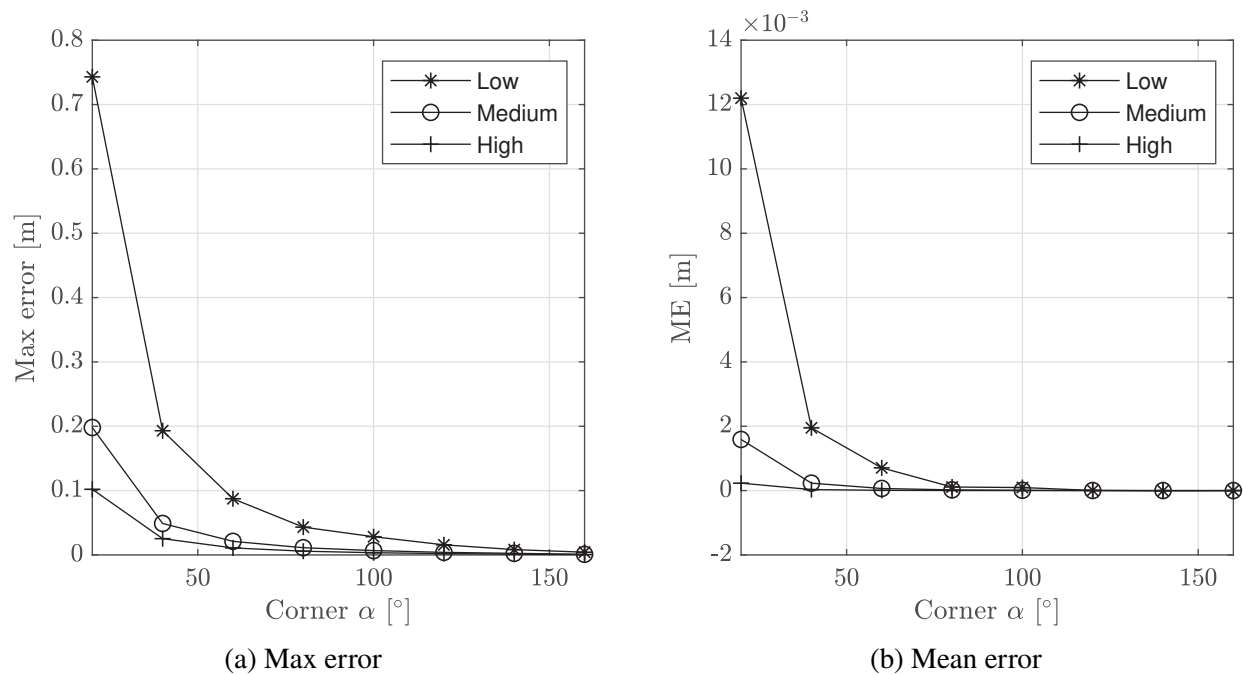 0.8
0.7
0.6
0.5
0.4
0.3
0.2
0.1
0
Max error [m]
Low
Medium
High
50
100
150
Corner α [°]
(a) Max error
×10⁻³
14
12
10
8
6
4
2
0
-2
ME [m]
Low
Medium
High
50
100
150
Corner α [°]
(b) Mean error